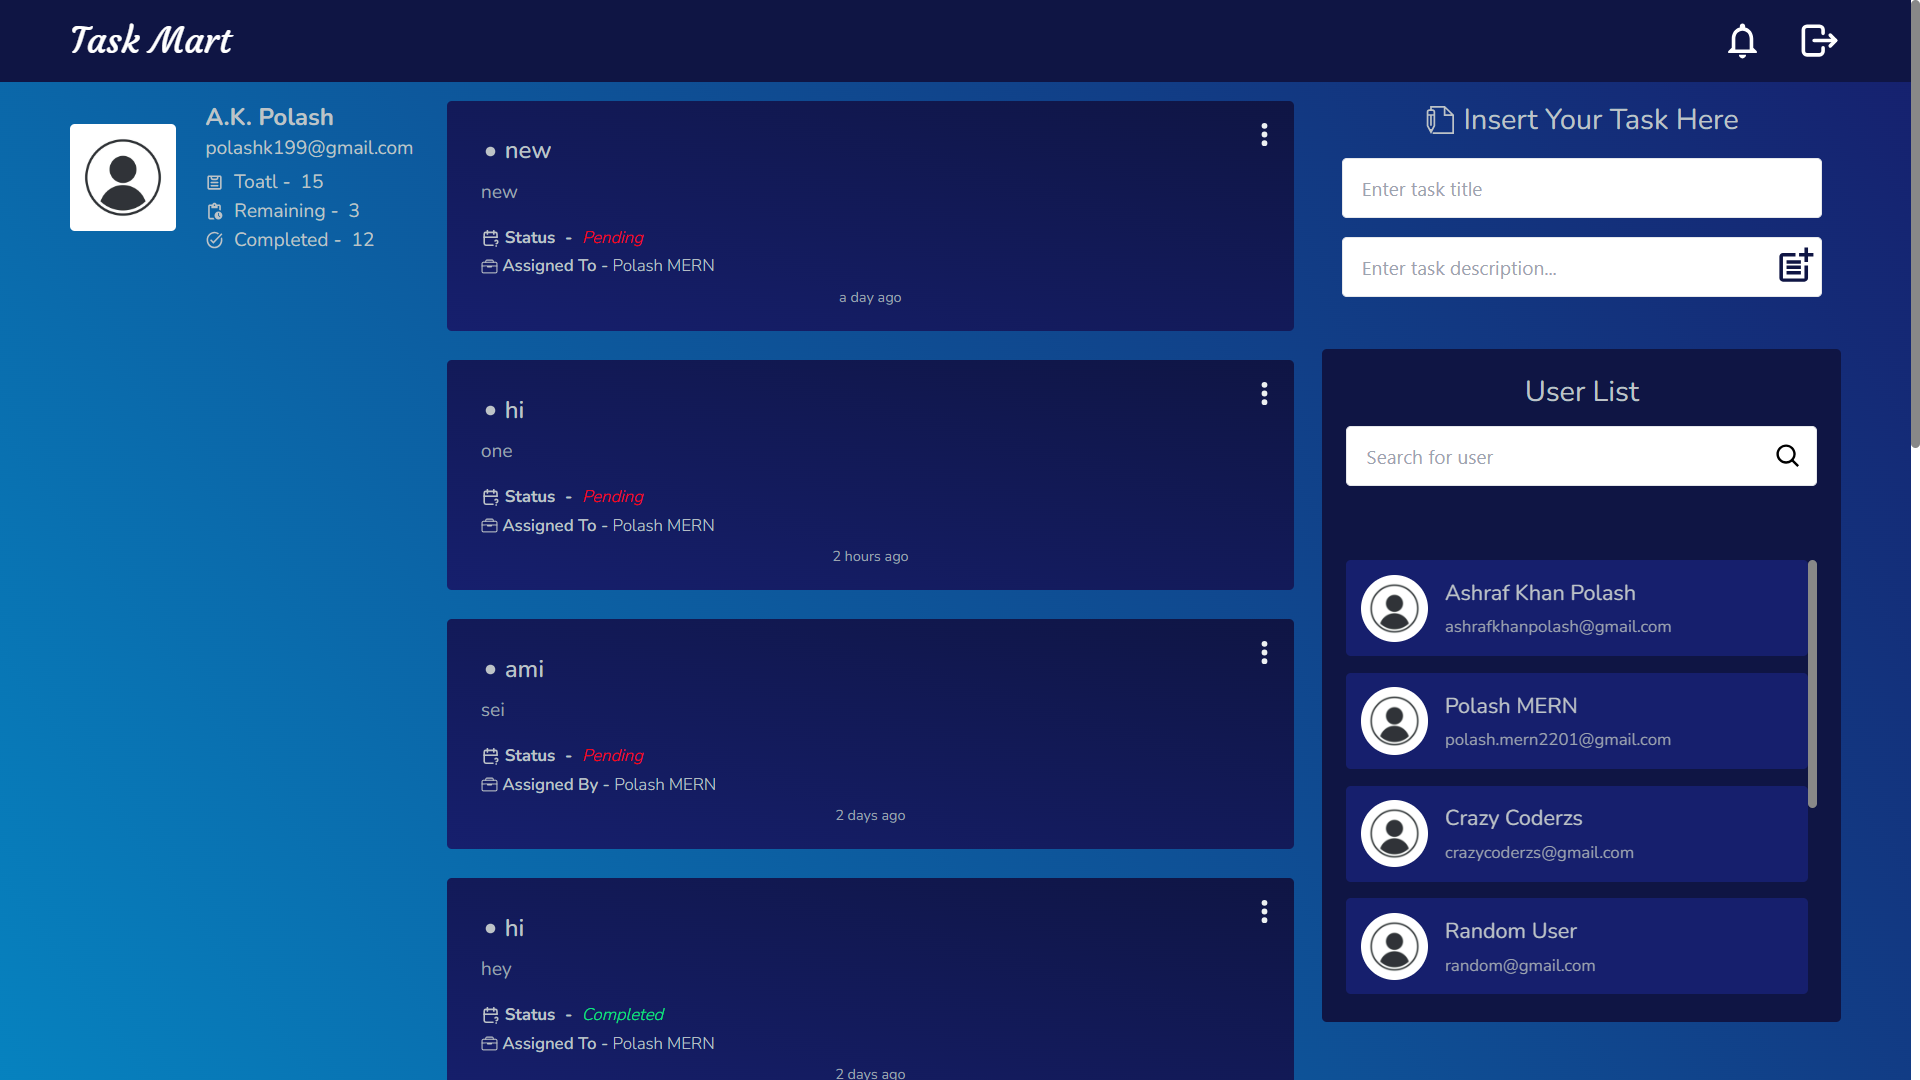 Task Mart
A.K. Polash
polashk199@gmail.com
Toatl - 15
Remaining - 3
Completed - 12
new
new
Status - Pending
Assigned To - Polash MERN
a day ago
hi
one
Status - Pending
Assigned To - Polash MERN
2 hours ago
ami
sei
Status - Pending
Assigned By - Polash MERN
2 days ago
hi
hey
Status - Completed
Assigned To - Polash MERN
2 days ago
Insert Your Task Here
Enter task title
Enter task description...
User List
Search for user
Ashraf Khan Polash
ashrafkhanpolash@gmail.com
Polash MERN
polash.mern2201@gmail.com
Crazy Coderzs
crazycoderzs@gmail.com
Random User
random@gmail.com